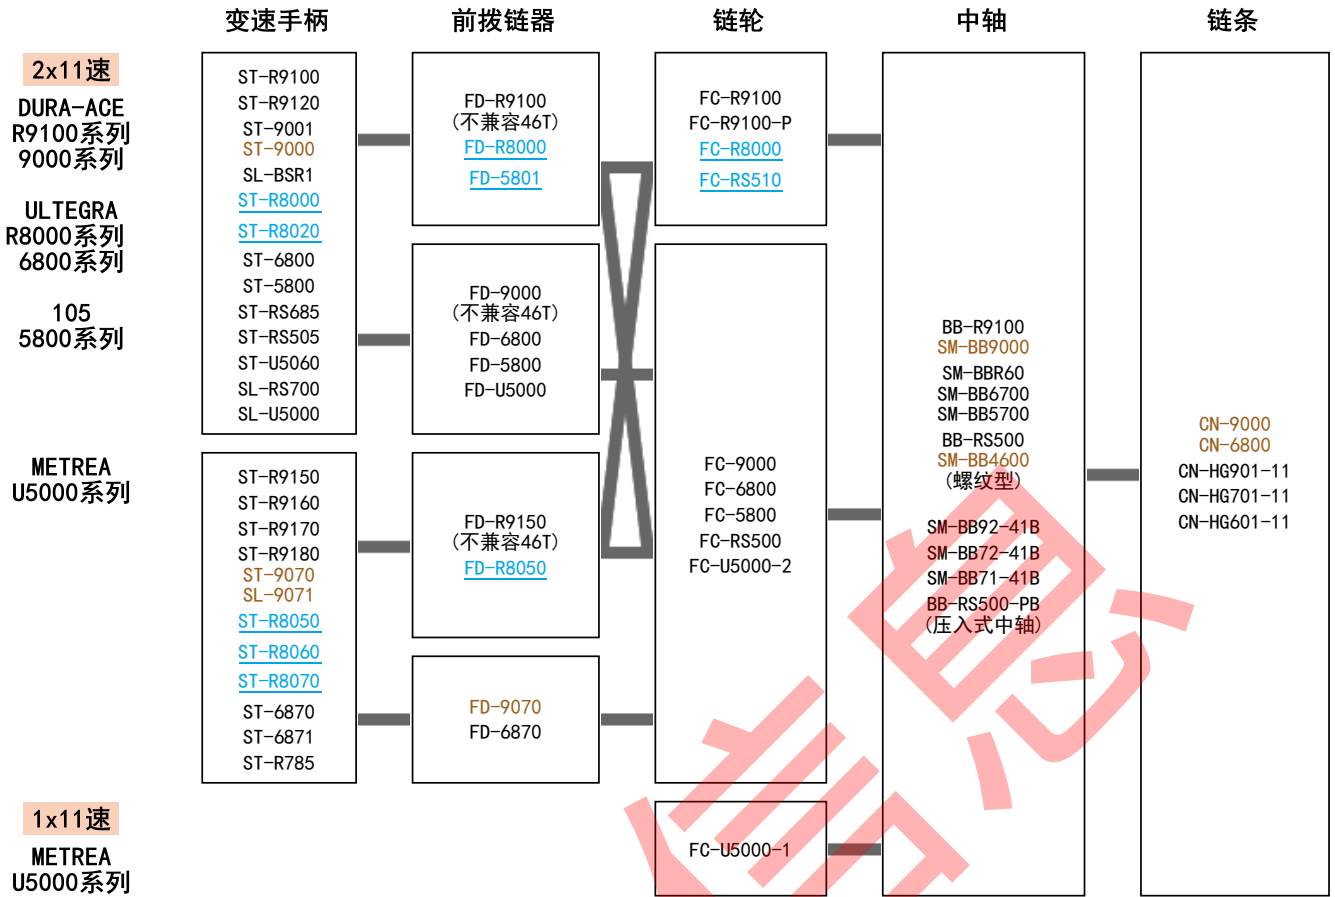 变速手柄
前拨链器
链轮
中轴
链条
2x11速
DURA-ACE
R9100系列
9000系列
ULTEGRA
R8000系列
6800系列
105
5800系列
METREA
U5000系列
1x11速
METREA
U5000系列
ST-R9100
ST-R9120
ST-9001
ST-9000
SL-BSR1
ST-R8000
ST-R8020
ST-6800
ST-5800
ST-RS685
ST-RS505
ST-U5060
SL-RS700
SL-U5000
ST-R9150
ST-R9160
ST-R9170
ST-R9180
ST-9070
SL-9071
ST-R8050
ST-R8060
ST-R8070
ST-6870
ST-6871
ST-R785
FD-R9100
(不兼容46T)
FD-R8000
FD-5801
FD-9000
(不兼容46T)
FD-6800
FD-5800
FD-U5000
FD-R9150
(不兼容46T)
FD-R8050
FD-9070
FD-6870
FC-R9100
FC-R9100-P
FC-R8000
FC-RS510
FC-9000
FC-6800
FC-5800
FC-RS500
FC-U5000-2
FC-U5000-1
BB-R9100
SM-BB9000
SM-BBR60
SM-BB6700
SM-BB5700
BB-RS500
SM-BB4600
(螺纹型)
SM-BB92-41B
SM-BB72-41B
SM-BB71-41B
BB-RS500-PB
(压入式中轴)
CN-9000
CN-6800
CN-HG901-11
CN-HG701-11
CN-HG601-11
信息